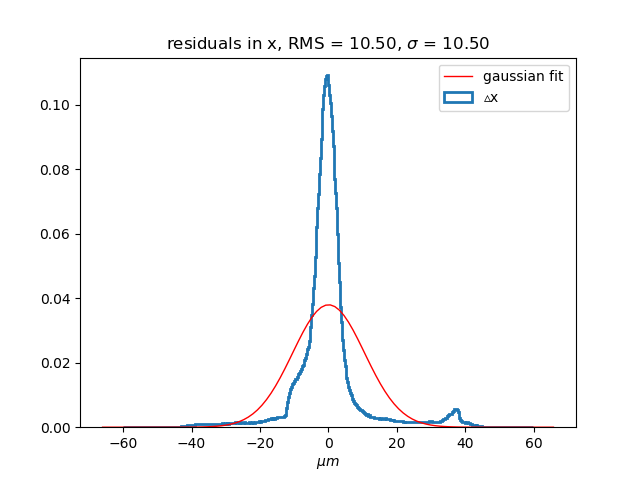 residuals in x, RMS = 10.50, σ = 10.50
gaussian fit
△x
0.10
0.08
0.06
0.04
0.02
0.00
−60 −40 −20 0 20 40 60
μm